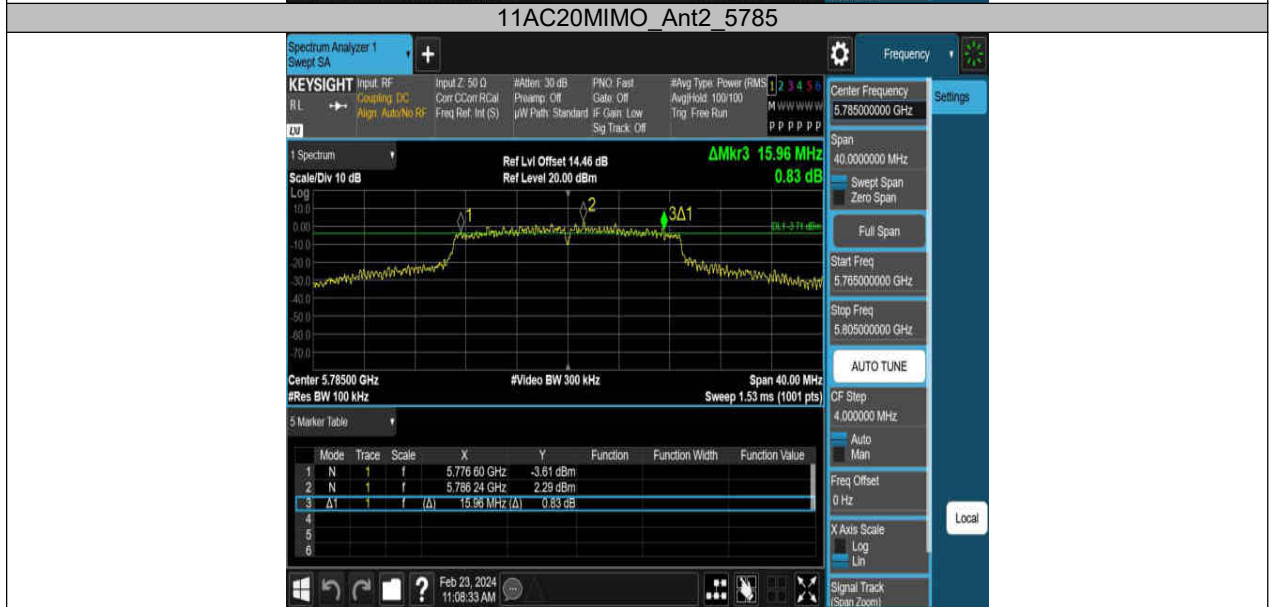 11AC20MIMO_Ant2_5785
Spectrum Analyzer 1
Swept SA
+
Frequency
KEYSIGHT Input: RF Input Z: 50 Ω #Atten: 30 dB PNO: Fast #Avg Type: Power (RMS 1 2 3 4 5 6
RL Coupling: DC Corr CCorr RCal Preamp: Off Gate: Off Avg|Hold: 100/100 M W W W W W
Align: Auto/No RF Freq Ref: Int (S) µW Path: Standard IF Gain: Low Trig: Free Run
Sig Track: Off P P P P P P
LXI
Center Frequency
5.785000000 GHz
Settings
Span
40.0000000 MHz
Swept Span
Zero Span
Full Span
Start Freq
5.765000000 GHz
Stop Freq
5.805000000 GHz
AUTO TUNE
CF Step
4.000000 MHz
Auto
Man
Freq Offset
0 Hz
X Axis Scale
Log
Lin
Signal Track
(Span Zoom)
Local
1 Spectrum
Ref Lvl Offset 14.46 dB
ΔMkr3 15.96 MHz
Scale/Div 10 dB
Ref Level 20.00 dBm
0.83 dB
Log
10.0
0.00
-10.0
-20.0
-30.0
-40.0
-50.0
-60.0
-70.0
1
2
3Δ1
DL1 -3.71 dBm
Center 5.78500 GHz #Video BW 300 kHz Span 40.00 MHz
#Res BW 100 kHz Sweep 1.53 ms (1001 pts)
5 Marker Table
Mode Trace Scale X Y Function Function Width Function Value
1 N 1 f 5.776 60 GHz -3.61 dBm
2 N 1 f 5.786 24 GHz 2.29 dBm
3 Δ1 1 f (Δ) 15.96 MHz (Δ) 0.83 dB
4
5
6
?
Feb 23, 2024
11:08:33 AM